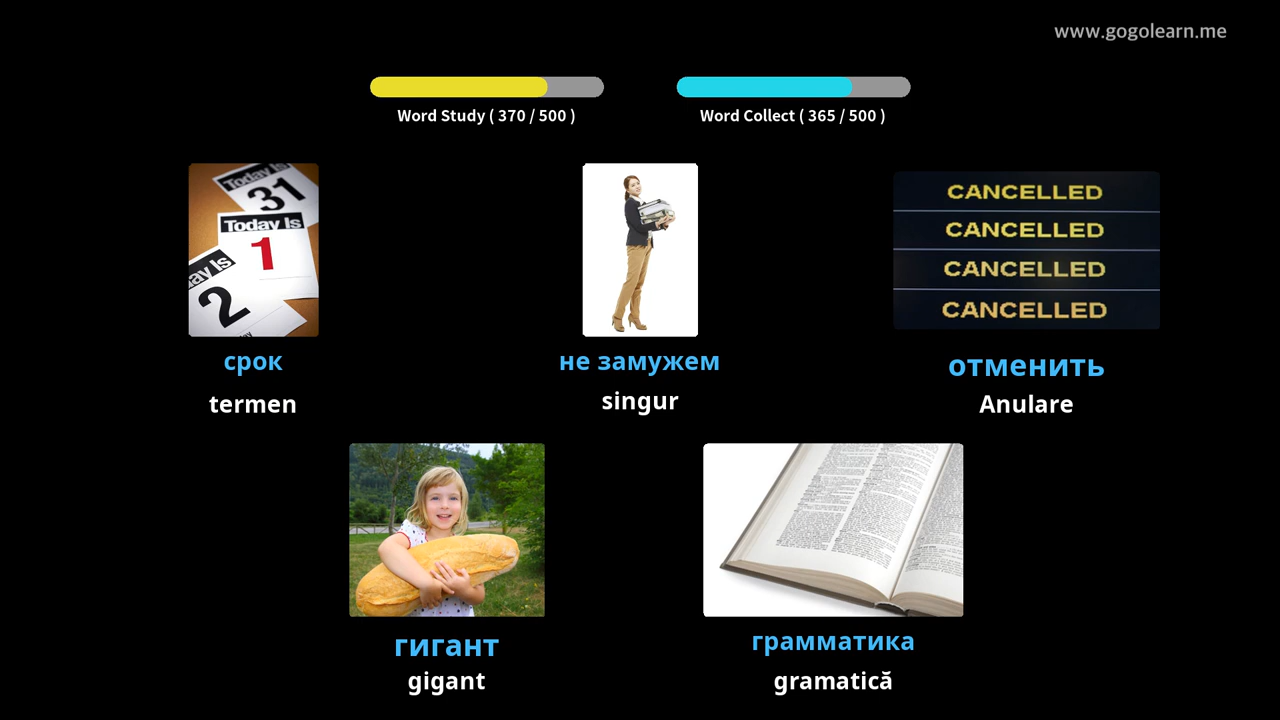 www.gogolearn.me
Word Study ( 370 / 500 )
Word Collect ( 365 / 500 )
Today Is
31
Today Is
1
ay Is
2
CANCELLED
CANCELLED
CANCELLED
CANCELLED
срок
не замужем
отменить
termen
singur
Anulare
гигант
грамматика
gigant
gramatică